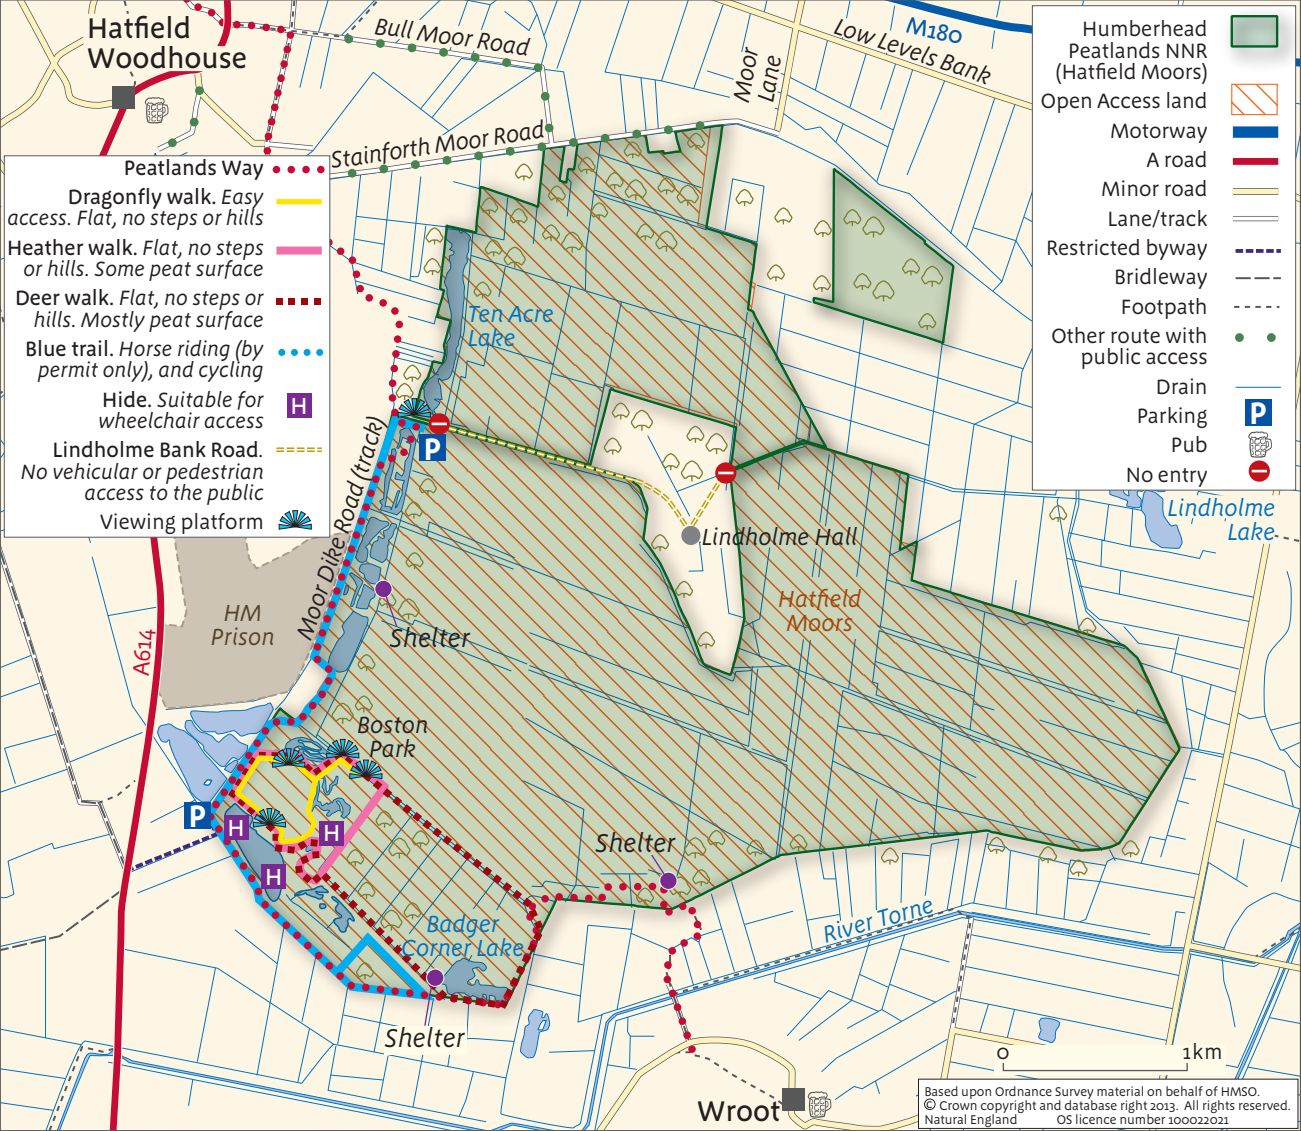 Hatfield
Woodhouse
Bull Moor Road
Stainforth Moor Road
Moor
Lane
M180
Low Levels Bank
Humberhead
Peatlands NNR
(Hatfield Moors)
Open Access land
Motorway
A road
Minor road
Lane/track
Restricted byway
Bridleway
Footpath
Other route with
public access
Drain
Parking
P
Pub
No entry
Peatlands Way
Dragonfly walk. Easy
access. Flat, no steps or hills
Heather walk. Flat, no steps
or hills. Some peat surface
Deer walk. Flat, no steps or
hills. Mostly peat surface
Blue trail. Horse riding (by
permit only), and cycling
Hide. Suitable for
wheelchair access
H
Lindholme Bank Road.
No vehicular or pedestrian
access to the public
Viewing platform
Ten Acre
Lake
P
Moor Dike Road (track)
Lindholme Hall
Lindholme
Lake
HM
Prison
A614
Shelter
Hatfield
Moors
Boston
Park
P
H
H
H
Shelter
Badger
Corner Lake
River Torne
Shelter
Wroot
0 1km
Based upon Ordnance Survey material on behalf of HMSO.
© Crown copyright and database right 2013. All rights reserved.
Natural England OS licence number 100022021